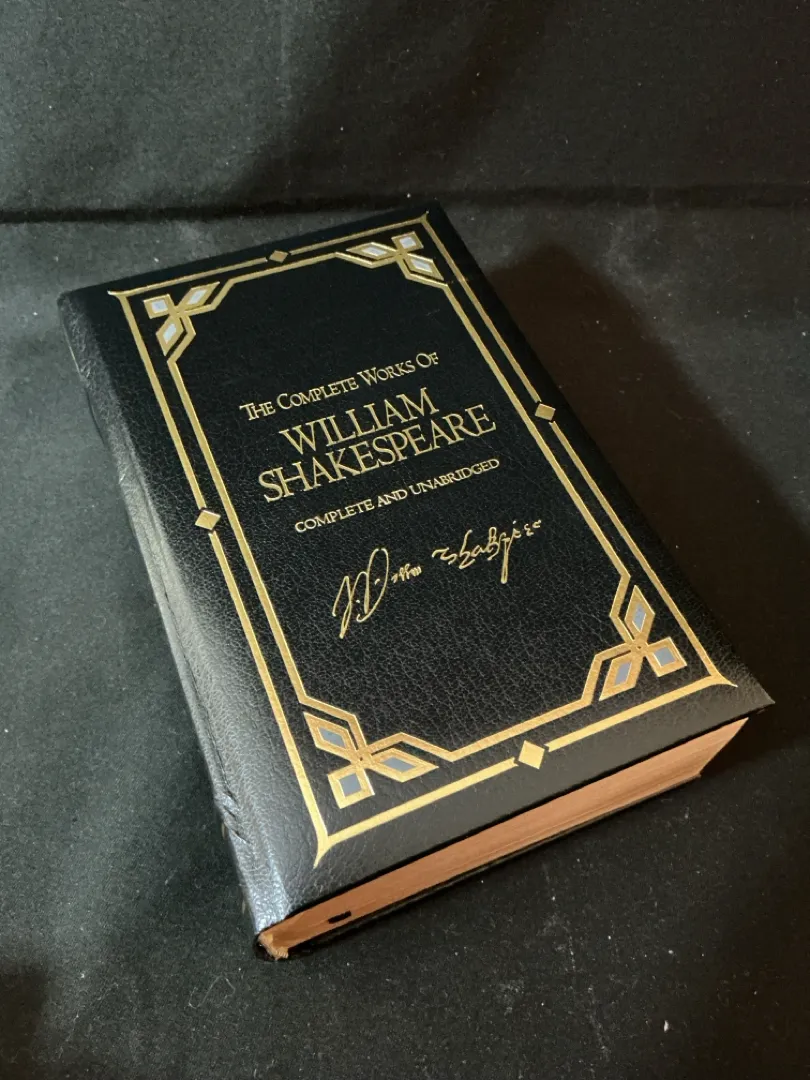 The Complete Works Of
WILLIAM
SHAKESPEARE
COMPLETE AND UNABRIDGED